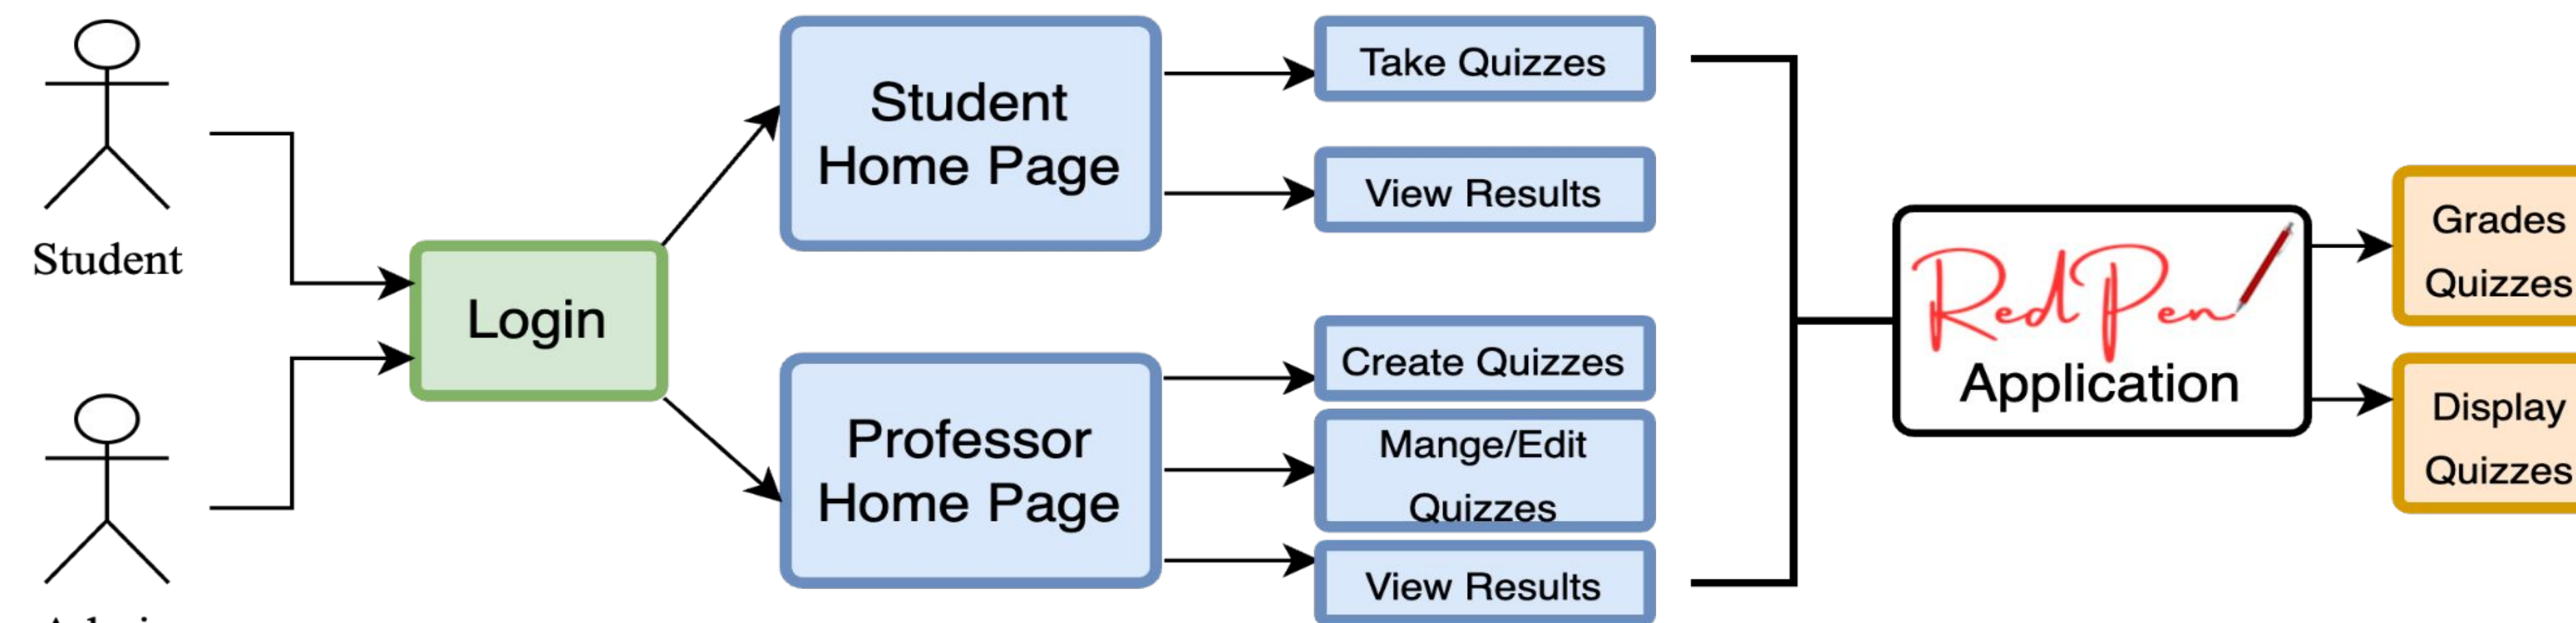 Student
Login
Student
Home Page
Professor
Home Page
Take Quizzes
View Results
Create Quizzes
Mange/Edit
Quizzes
View Results
RedPen
Application
Grades
Quizzes
Display
Quizzes